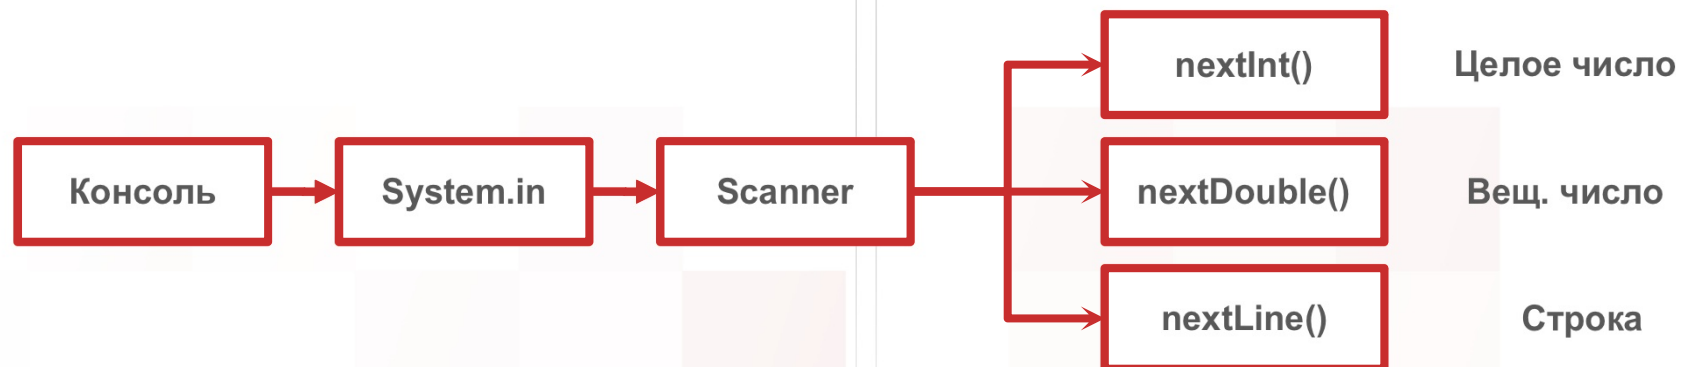 Консоль
System.in
Scanner
nextInt()
Целое число
nextDouble()
Вещ. число
nextLine()
Строка